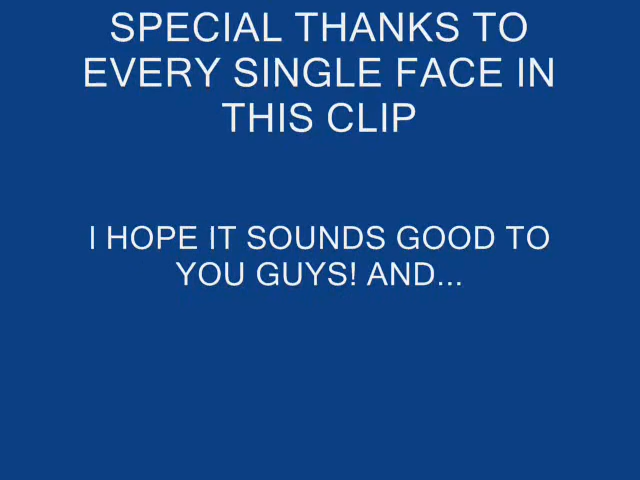 SPECIAL THANKS TO
EVERY SINGLE FACE IN
THIS CLIP
I HOPE IT SOUNDS GOOD TO
YOU GUYS! AND...